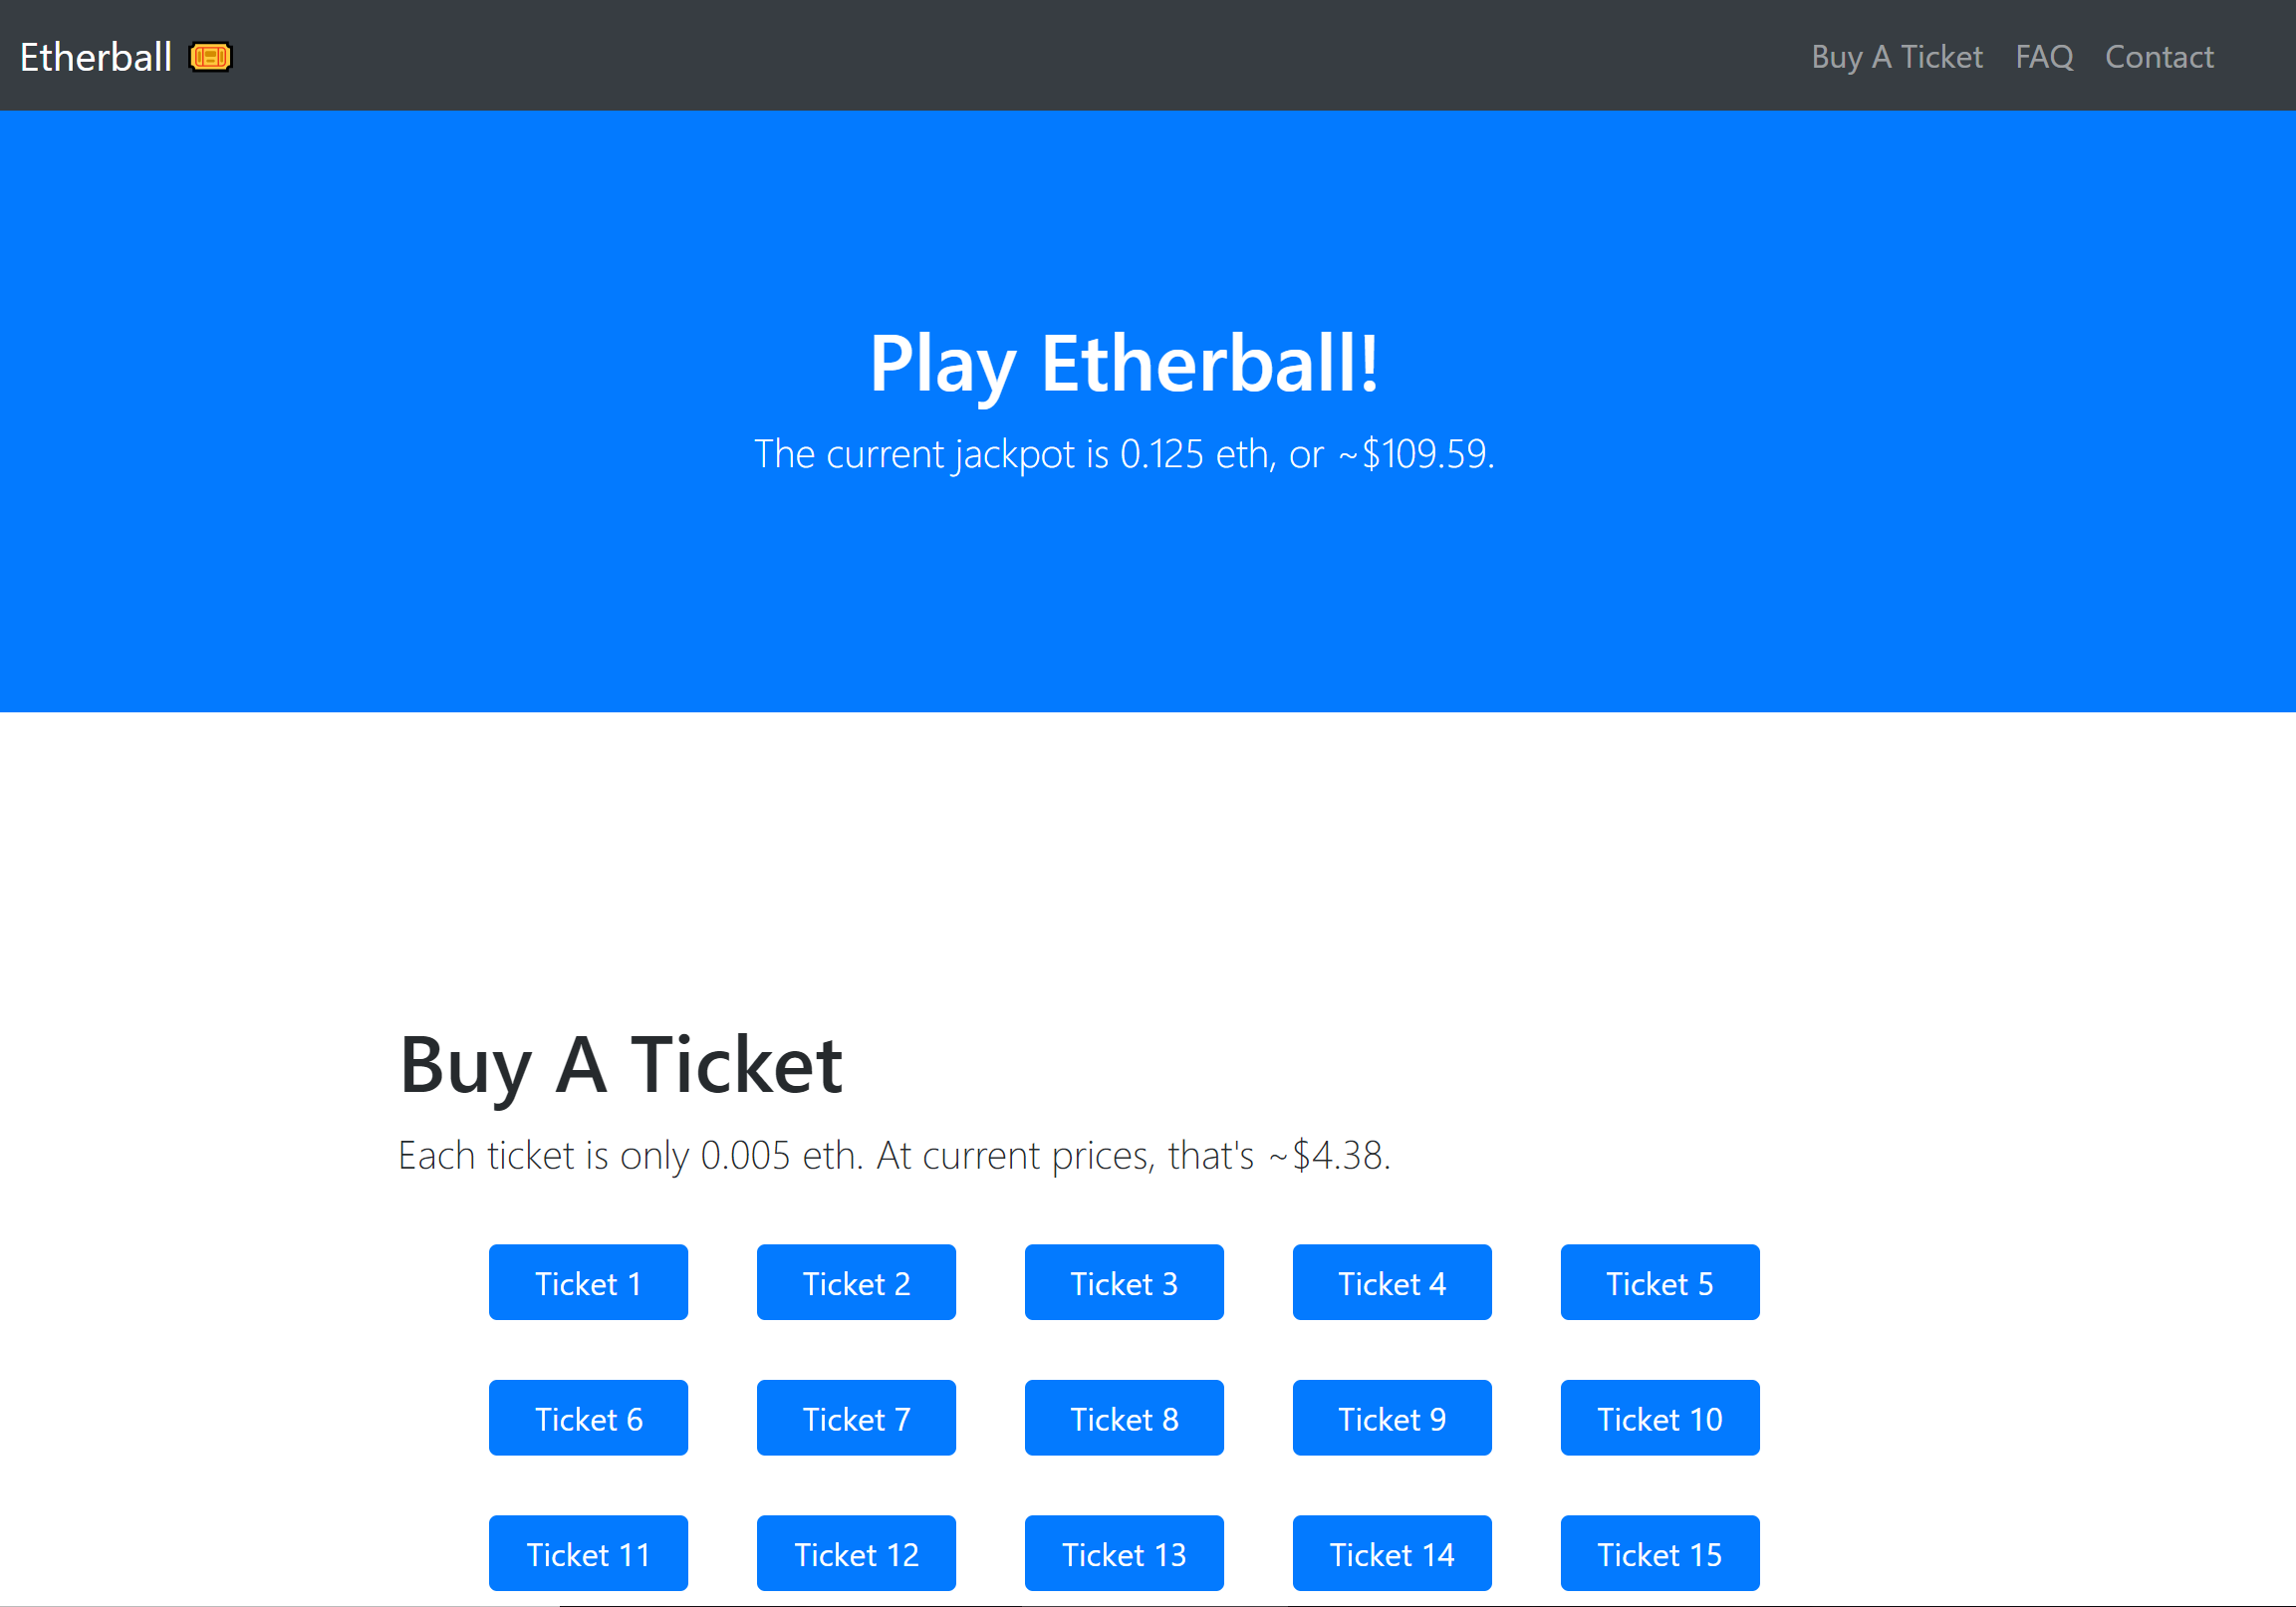 Etherball
Buy A Ticket FAQ Contact
Play Etherball!
The current jackpot is 0.125 eth, or ~$109.59.
Buy A Ticket
Each ticket is only 0.005 eth. At current prices, that's ~$4.38.
Ticket 1 Ticket 2 Ticket 3 Ticket 4 Ticket 5
Ticket 6 Ticket 7 Ticket 8 Ticket 9 Ticket 10
Ticket 11 Ticket 12 Ticket 13 Ticket 14 Ticket 15